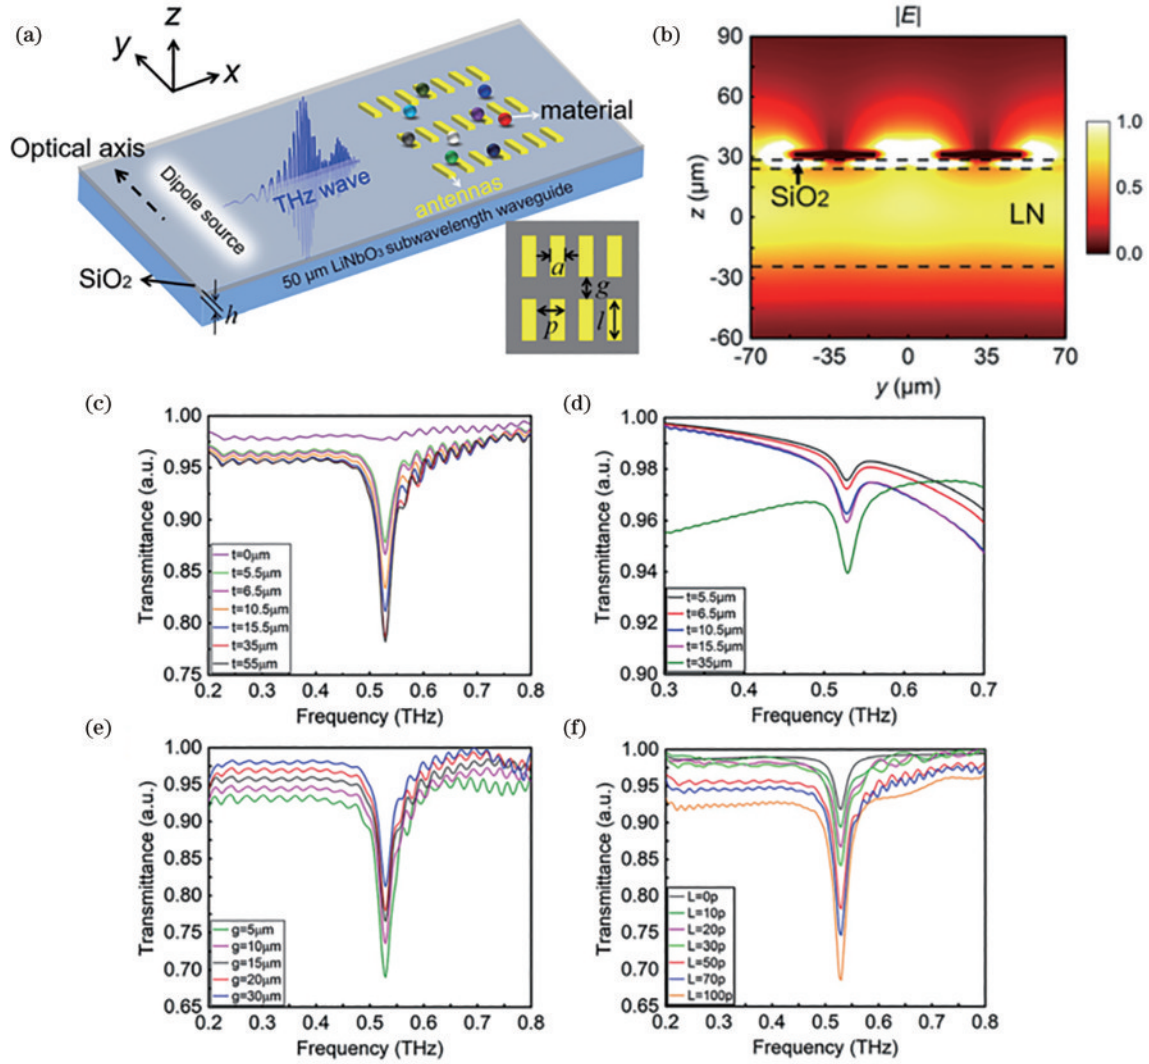 (a)
z
y
x
Optical axis
Dipole source
THz wave
material
antennas
50 μm LiNbO₃ subwavelength waveguide
SiO₂
h
a
g
p
l
(b)
|E|
90
60
30
0
-30
-60
z (μm)
SiO₂
LN
-70
-35
0
35
70
y (μm)
1.0
0.5
0.0
(c)
1.00
0.95
0.90
0.85
0.80
0.75
Transmittance (a.u.)
t=0μm
t=5.5μm
t=6.5μm
t=10.5μm
t=15.5μm
t=35μm
t=55μm
0.2 0.3 0.4 0.5 0.6 0.7 0.8
Frequency (THz)
(d)
1.00
0.98
0.96
0.94
0.92
0.90
Transmittance (a.u.)
t=5.5μm
t=6.5μm
t=10.5μm
t=15.5μm
t=35μm
0.3 0.4 0.5 0.6 0.7
Frequency (THz)
(e)
1.00
0.95
0.90
0.85
0.80
0.75
0.70
0.65
Transmittance (a.u.)
g=5μm
g=10μm
g=15μm
g=20μm
g=30μm
0.2 0.3 0.4 0.5 0.6 0.7 0.8
Frequency (THz)
(f)
1.00
0.95
0.90
0.85
0.80
0.75
0.70
0.65
Transmittance (a.u.)
L=0p
L=10p
L=20p
L=30p
L=50p
L=70p
L=100p
0.2 0.3 0.4 0.5 0.6 0.7 0.8
Frequency (THz)